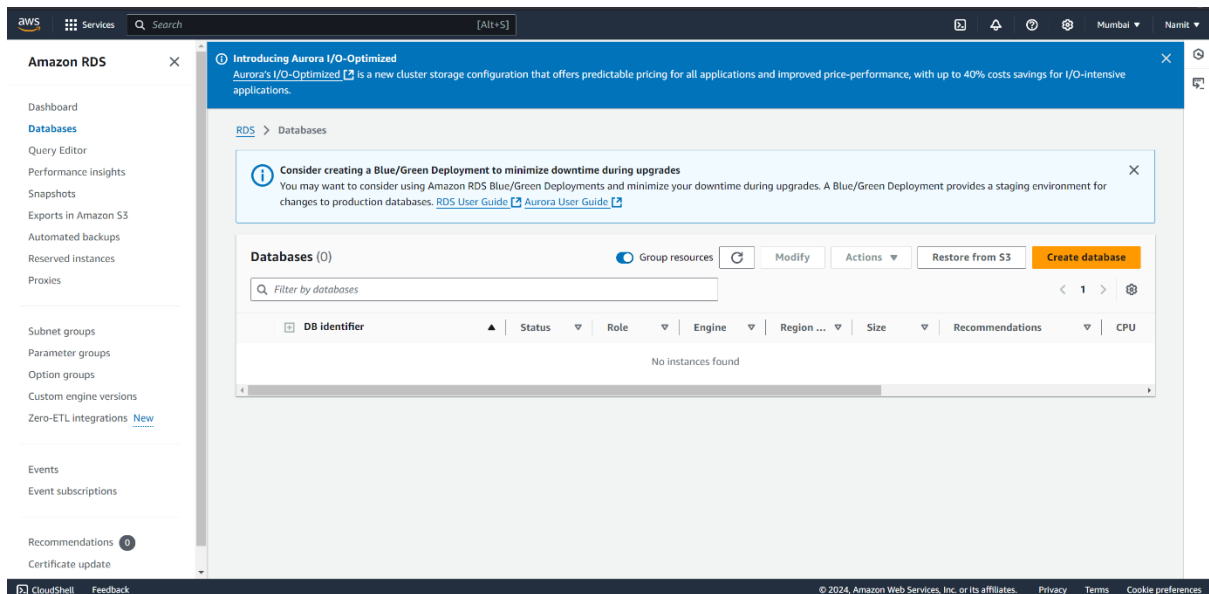 aws Services Search [Alt+S] Mumbai ▼ Namit ▼
Amazon RDS
Dashboard
Databases
Query Editor
Performance insights
Snapshots
Exports in Amazon S3
Automated backups
Reserved instances
Proxies
Subnet groups
Parameter groups
Option groups
Custom engine versions
Zero-ETL integrations New
Events
Event subscriptions
Recommendations 0
Certificate update
Introducing Aurora I/O-Optimized
Aurora's I/O-Optimized is a new cluster storage configuration that offers predictable pricing for all applications and improved price-performance, with up to 40% costs savings for I/O-intensive
applications.
RDS > Databases
Consider creating a Blue/Green Deployment to minimize downtime during upgrades
You may want to consider using Amazon RDS Blue/Green Deployments and minimize your downtime during upgrades. A Blue/Green Deployment provides a staging environment for
changes to production databases. RDS User Guide Aurora User Guide
Databases (0) Group resources Modify Actions ▼ Restore from S3 Create database
Filter by databases < 1 >
DB identifier Status Role Engine Region ... Size Recommendations CPU
No instances found
CloudShell Feedback © 2024, Amazon Web Services, Inc. or its affiliates. Privacy Terms Cookie preferences